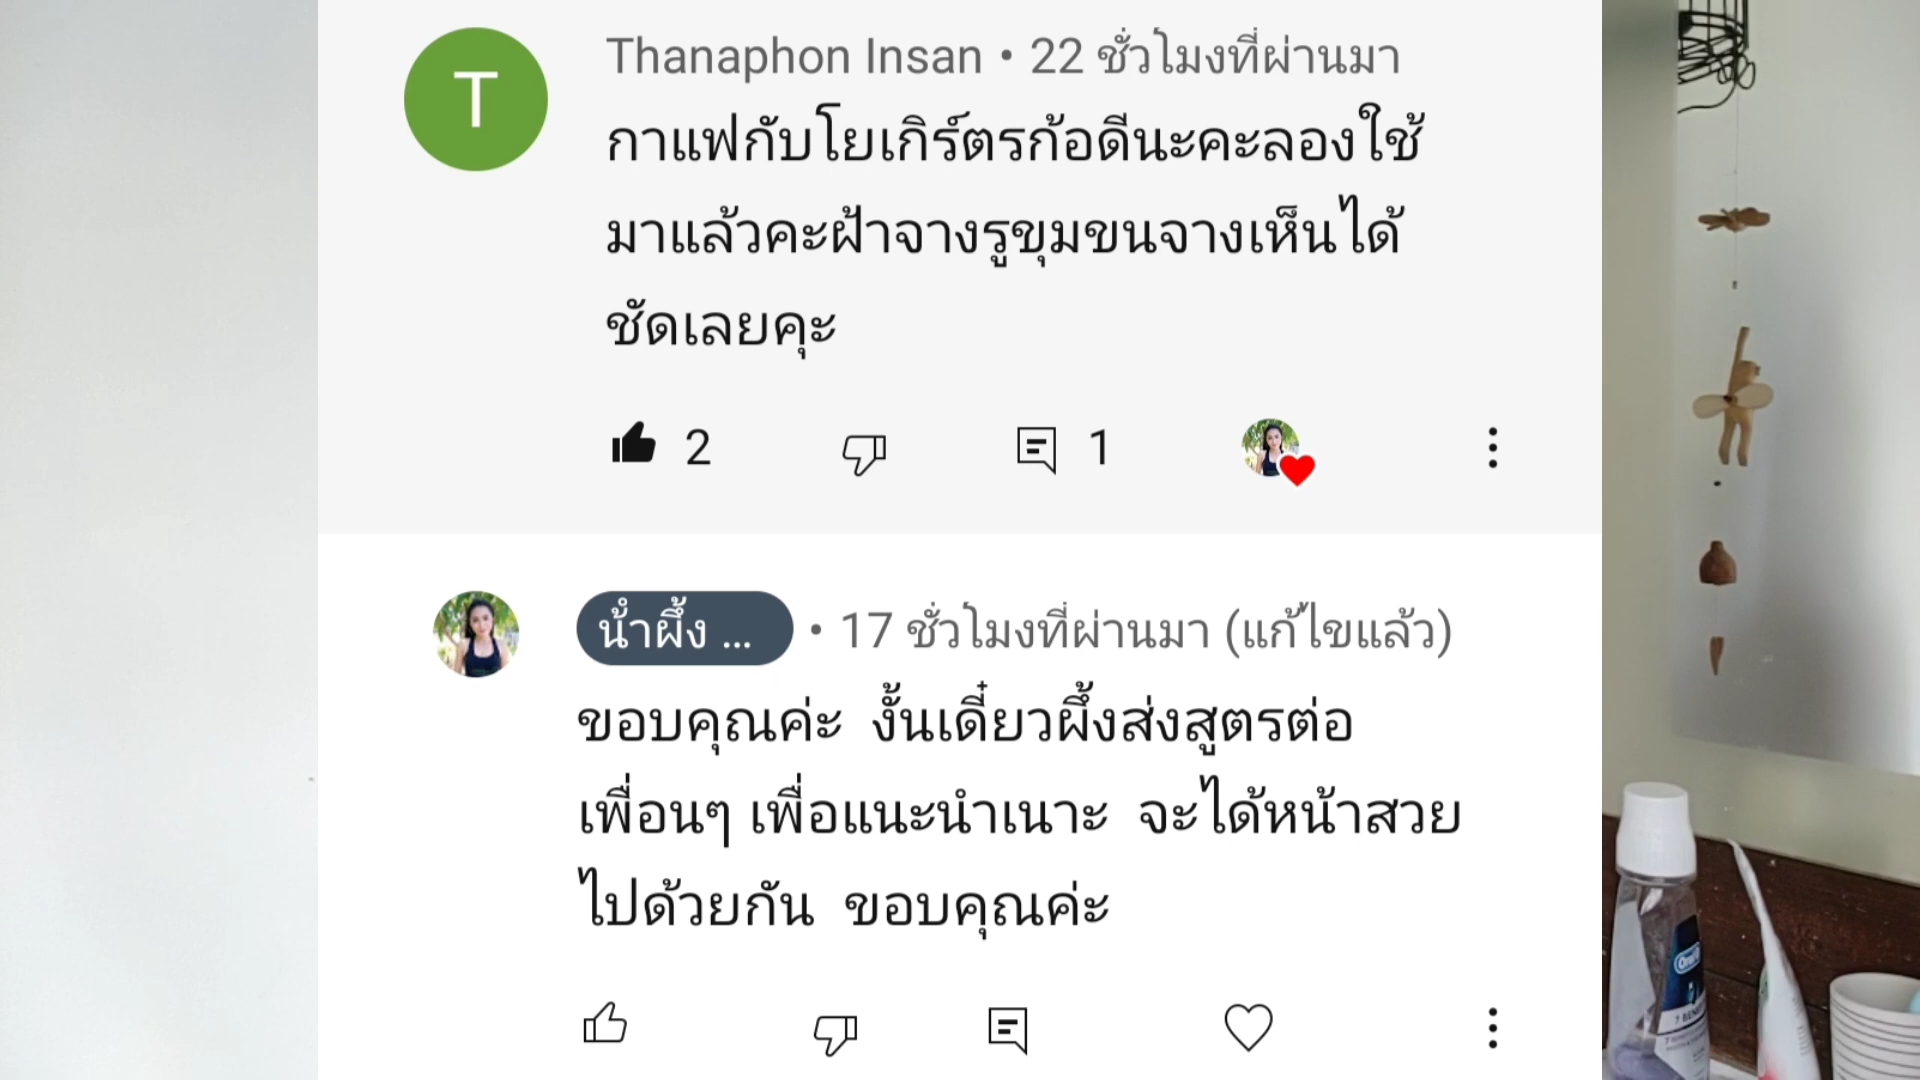 T
Thanaphon Insan • 22 ชั่วโมงที่ผ่านมา
กาแฟกับโยเกิร์ตรก้อดีนะคะลองใช้
มาแล้วคะฝ้าจางรูขุมขนจางเห็นได้
ชัดเลยคุะ
2
1
น้ำผึ้ง ...
• 17 ชั่วโมงที่ผ่านมา (แก้ไขแล้ว)
ขอบคุณค่ะ งั้นเดี๋ยวผึ้งส่งสูตรต่อ
เพื่อนๆ เพื่อแนะนำเนาะ จะได้หน้าสวย
ไปด้วยกัน ขอบคุณค่ะ